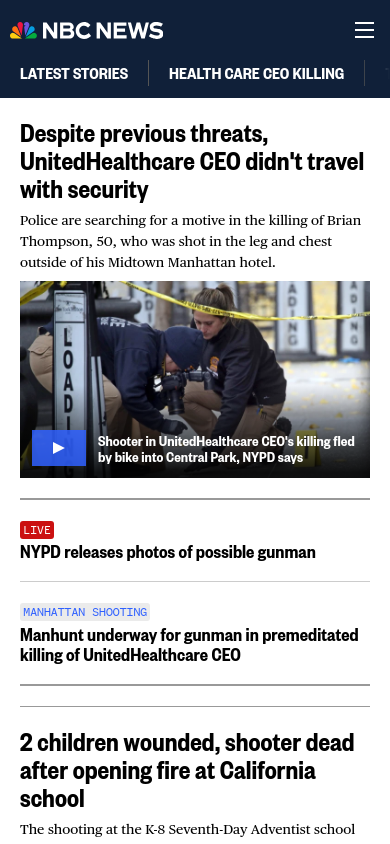 NBC NEWS
LATEST STORIES
HEALTH CARE CEO KILLING
Despite previous threats,
UnitedHealthcare CEO didn't travel
with security
Police are searching for a motive in the killing of Brian
Thompson, 50, who was shot in the leg and chest
outside of his Midtown Manhattan hotel.
LOADI
ADING
ADING
Shooter in UnitedHealthcare CEO's killing fled
by bike into Central Park, NYPD says
LIVE
NYPD releases photos of possible gunman
MANHATTAN SHOOTING
Manhunt underway for gunman in premeditated
killing of UnitedHealthcare CEO
2 children wounded, shooter dead
after opening fire at California
school
The shooting at the K-8 Seventh-Day Adventist school